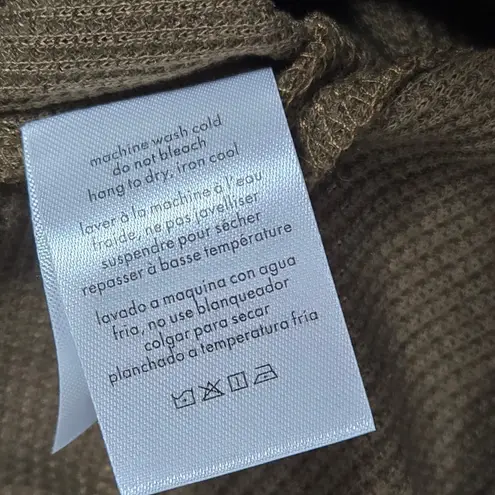 machine wash cold
do not bleach
hang to dry, iron cool
laver à la machine à l'eau
fraide, ne pas javelliser
suspendre pour sécher
repasser à basse température
lavado a maquina con agua
fria, no use blanqueador
colgar para secar
planchado a temperatura fria